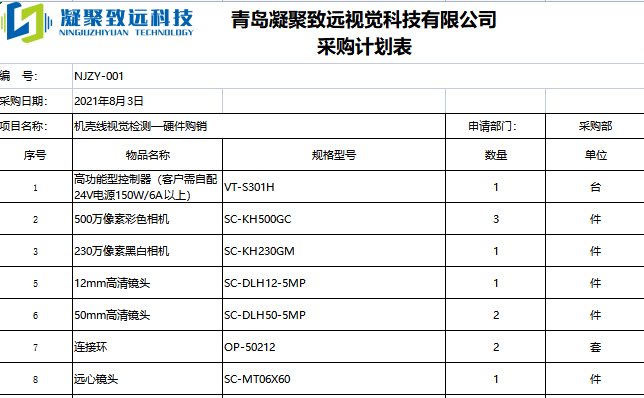 凝聚致远科技
NINGJUZHIYUAN TECHNOLOGY
青岛凝聚致远视觉科技有限公司
采购计划表
编 号： NJZY-001
采购日期： 2021年8月3日
项目名称： 机壳线视觉检测—硬件购销 申请部门： 采购部
序号 物品名称 规格型号 数量 单位
1 高功能型控制器（客户需自配24V电源150W/6A以上） VT-S301H 1 台
2 500万像素彩色相机 SC-KH500GC 3 件
3 230万像素黑白相机 SC-KH230GM 1 件
5 12mm高清镜头 SC-DLH12-5MP 1 件
6 50mm高清镜头 SC-DLH50-5MP 2 件
7 连接环 OP-50212 2 套
8 远心镜头 SC-MT06X60 1 件